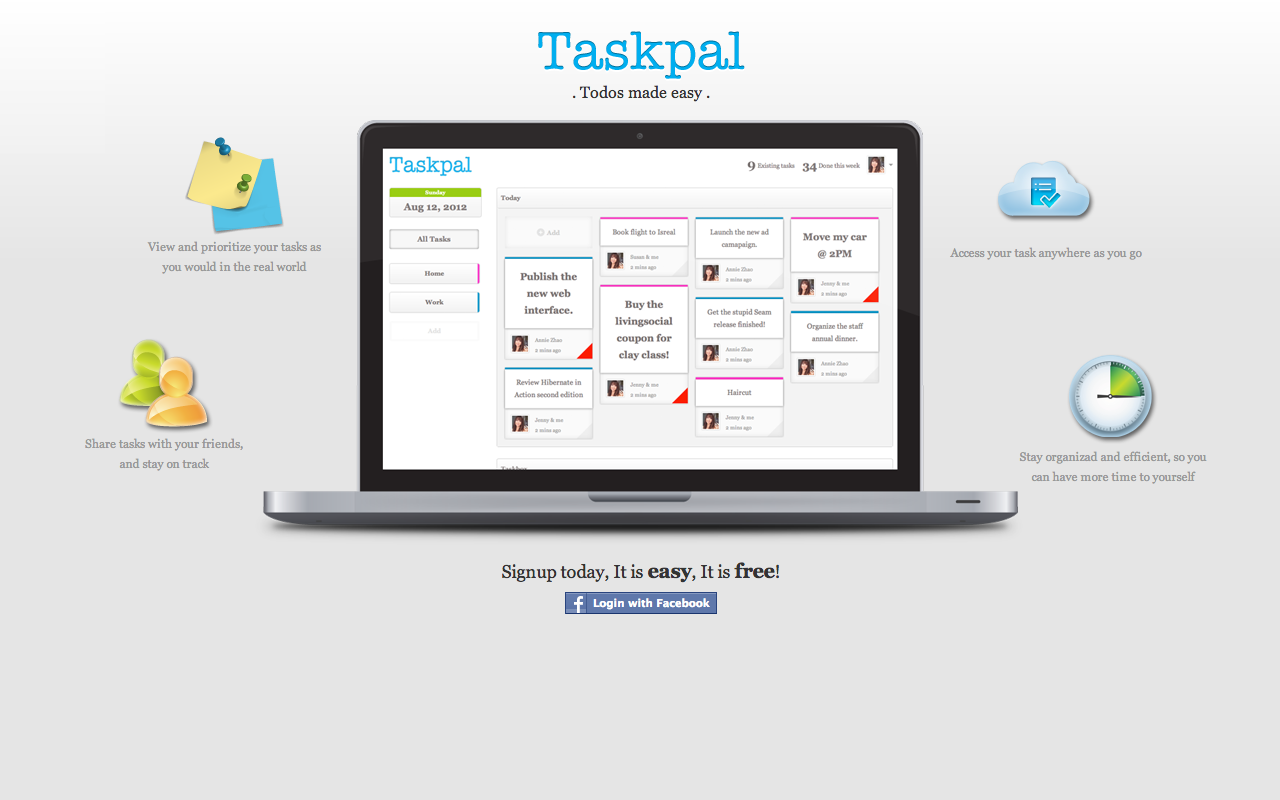 Taskpal
. Todos made easy .
View and prioritize your tasks as
you would in the real world
Share tasks with your friends,
and stay on track
Taskpal
9 Existing tasks 34 Done this week
Sunday
Aug 12, 2012
All Tasks
Home
Work
Add
Today
Add
Publish the
new web
interface.
Annie Zhao
2 mins ago
Review Hibernate in
Action second edition
Jenny & me
2 mins ago
Book flight to Isreal
Susan & me
2 mins ago
Buy the
livingsocial
coupon for
clay class!
Jenny & me
2 mins ago
Launch the new ad
camapaign.
Annie Zhao
2 mins ago
Get the stupid Seam
release finished!
Annie Zhao
2 mins ago
Haircut
Jenny & me
2 mins ago
Move my car
@ 2PM
Jenny & me
2 mins ago
Organize the staff
annual dinner.
Annie Zhao
2 mins ago
Access your task anywhere as you go
Stay organizad and efficient, so you
can have more time to yourself
Signup today, It is easy, It is free!
Login with Facebook